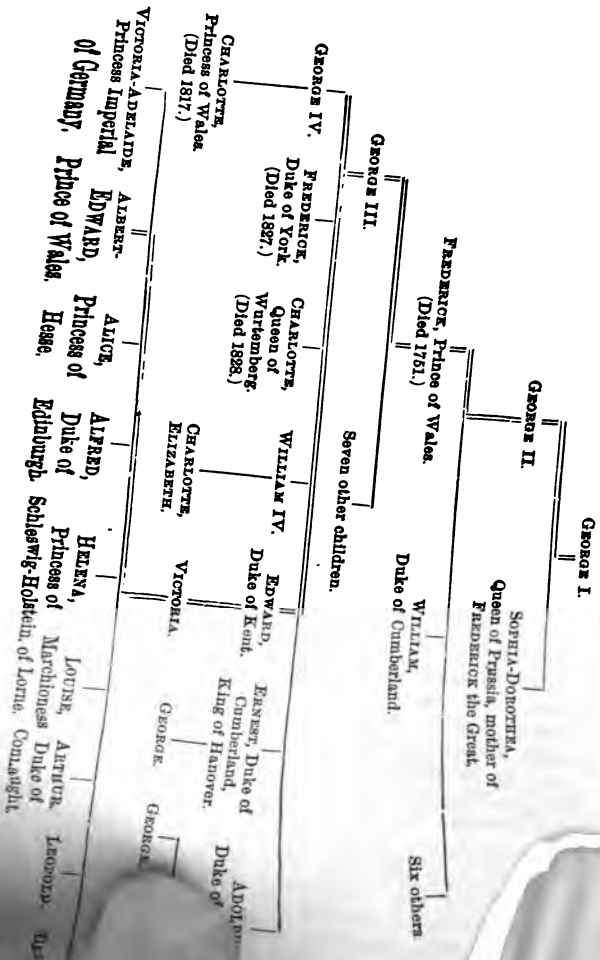 GEORGE I.
GEORGE II.
SOPHIA-DOROTHEA,
Queen of Prussia, mother of
FREDERICK the Great.
FREDERICK, Prince of Wales.
(Died 1751.)
WILLIAM,
Duke of Cumberland.
Six others
GEORGE III.
Seven other children.
GEORGE IV.
FREDERICK,
Duke of York.
(Died 1827.)
CHARLOTTE,
Queen of
Wurtemberg.
(Died 1828.)
WILLIAM IV.
EDWARD,
Duke of Kent.
ERNEST, Duke of
Cumberland,
King of Hanover.
Duke of
CHARLOTTE,
Princess of Wales.
(Died 1817.)
CHARLOTTE,
ELIZABETH.
VICTORIA.
GEORGE.
GEORGE
VICTORIA-ADELAIDE,
Princess Imperial
of Germany.
ALBERT-
EDWARD,
Prince of Wales.
ALICE,
Princess of
Hesse.
ALFRED,
Duke of
Edinburgh.
HELENA,
Princess of
Schleswig-Holstein.
LOUISE,
Marchioness
of Lorne.
ARTHUR
Duke of
Connaught.
LEOPOLD.